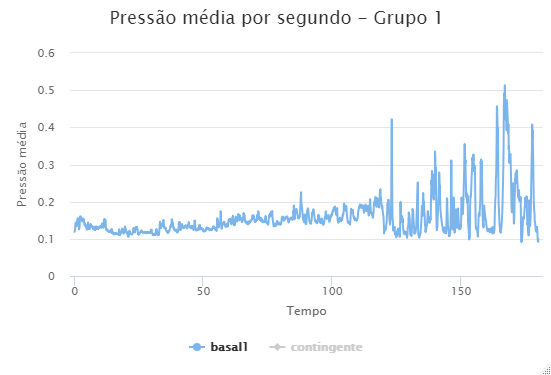 Pressão média por segundo - Grupo 1
0.6
0.5
0.4
0.3
0.2
0.1
0
Pressão média
0 50 100 150
Tempo
basal1 contingente